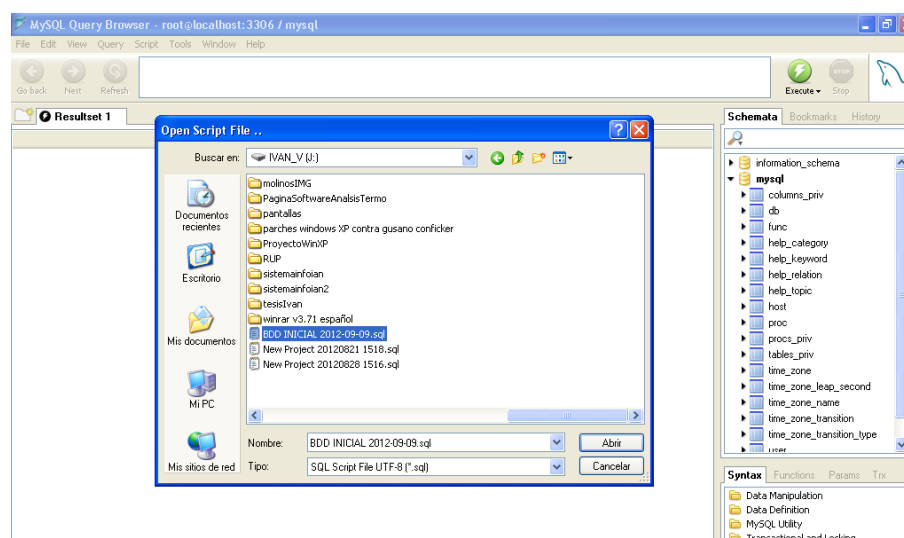 MySQL Query Browser - root@localhost:3306 / mysql
File Edit View Query Script Tools Window Help
Go back Next Refresh
Execute Stop
Resultset 1
Schemata Bookmarks History
Open Script File ..
Buscar en: IVAN_V (J:)
Documentos recientes
Escritorio
Mis documentos
Mi PC
Mis sitios de red
molinosIMG
PaginaSoftwareAnalsisTermo
pantallas
parches windows XP contra gusano conficker
ProyectoWinXP
RUP
sistemainfoian
sistemainfoian2
tesisIvan
winrar v3.71 español
BDD INICIAL 2012-09-09.sql
New Project 20120821 1518.sql
New Project 20120828 1516.sql
Nombre: BDD INICIAL 2012-09-09.sql Abrir
Tipo: SQL Script File UTF-8 (*.sql) Cancelar
information_schema
mysql
columns_priv
db
func
help_category
help_keyword
help_relation
help_topic
host
proc
procs_priv
tables_priv
time_zone
time_zone_leap_second
time_zone_name
time_zone_transition
time_zone_transition_type
user
Syntax Functions Params Trx
Data Manipulation
Data Definition
MySQL Utility
Transactional and Locking